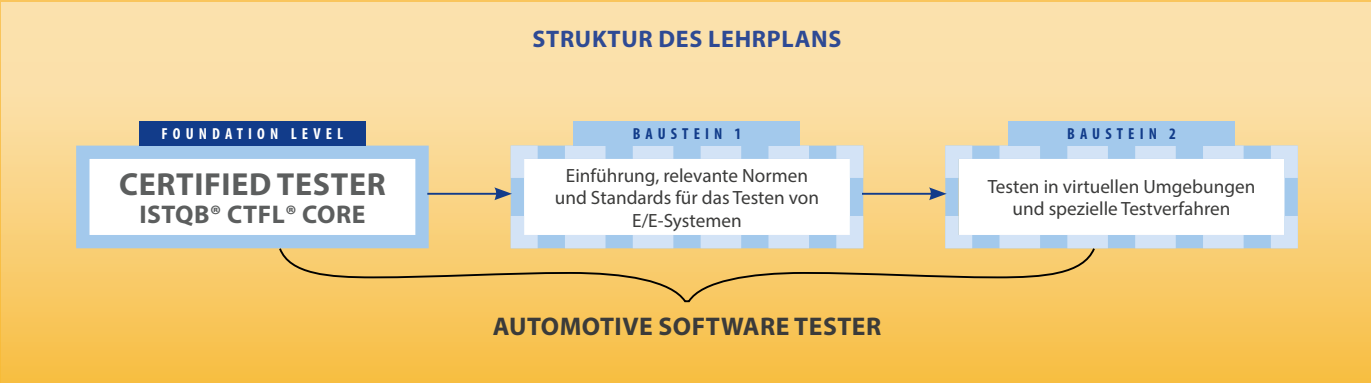 STRUKTUR DES LEHRPLANS
FOUNDATION LEVEL
CERTIFIED TESTER
ISTQB® CTFL® CORE
BAUSTEIN 1
Einführung, relevante Normen
und Standards für das Testen von
E/E-Systemen
BAUSTEIN 2
Testen in virtuellen Umgebungen
und spezielle Testverfahren
AUTOMOTIVE SOFTWARE TESTER